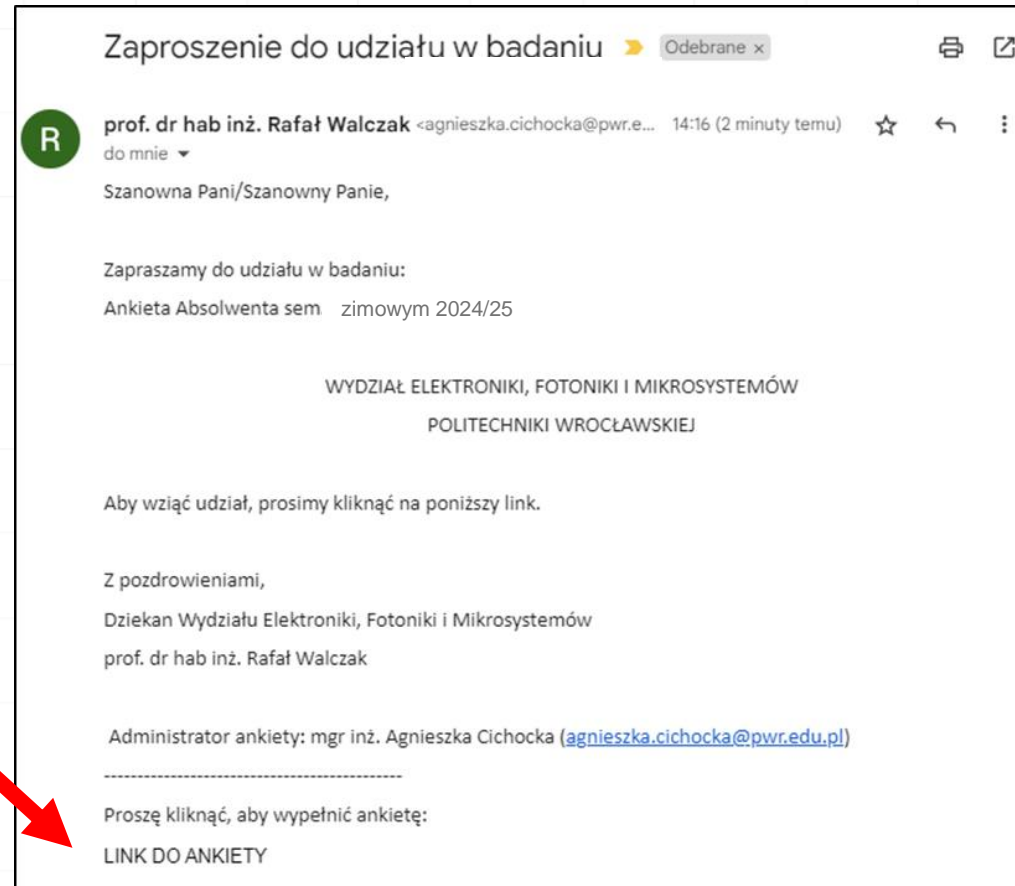 Zaproszenie do udziału w badaniu Odebrane ×
R
prof. dr hab inż. Rafał Walczak <agnieszka.cichocka@pwr.e... 14:16 (2 minuty temu)
do mnie
Szanowna Pani/Szanowny Panie,
Zapraszamy do udziału w badaniu:
Ankieta Absolwenta sem. zimowym 2024/25
WYDZIAŁ ELEKTRONIKI, FOTONIKI I MIKROSYSTEMÓW
POLITECHNIKI WROCŁAWSKIEJ
Aby wziąć udział, prosimy kliknąć na poniższy link.
Z pozdrowieniami,
Dziekan Wydziału Elektroniki, Fotoniki i Mikrosystemów
prof. dr hab inż. Rafał Walczak
Administrator ankiety: mgr inż. Agnieszka Cichocka (agnieszka.cichocka@pwr.edu.pl)
----------------------------------------------
Proszę kliknąć, aby wypełnić ankietę:
LINK DO ANKIETY